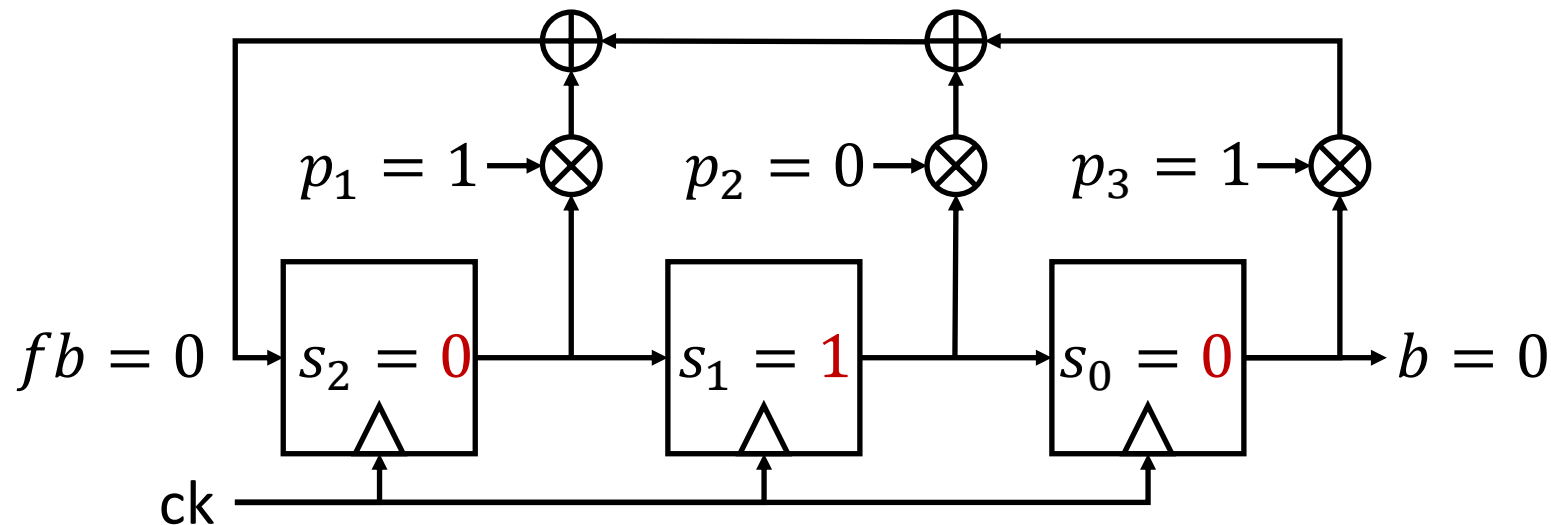 p₁ = 1
p₂ = 0
p₃ = 1
fb = 0
s₂ = 0
s₁ = 1
s₀ = 0
b = 0
ck